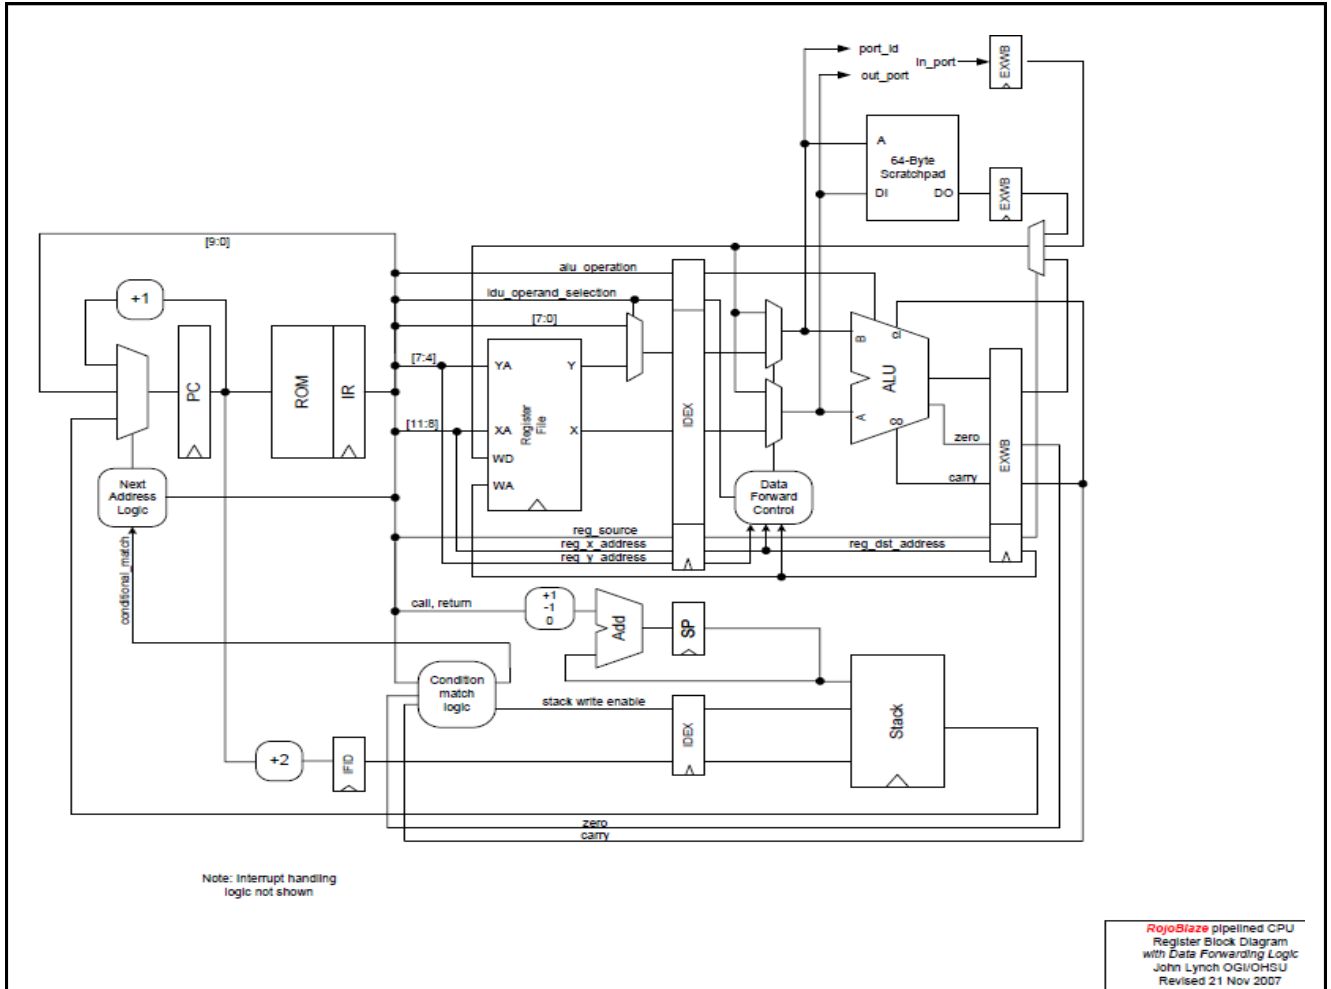 port_id
in_port
out_port
EXWB
A
64-Byte
Scratchpad
DI
DO
EXWB
[9:0]
alu_operation
idu_operand_selection
[7:0]
+1
[7:4]
[11:8]
PC
ROM
IR
YA
Y
XA
X
WD
WA
Register
File
IDEX
B
CI
ALU
A
CO
zero
carry
EXWB
Data
Forward
Control
Next
Address
Logic
conditional_match
reg_source
reg_x_address
reg_y_address
reg_dst_address
call, return
+1
-1
0
Add
SP
Condition
match
logic
stack write enable
IDEX
Stack
+2
IFID
zero
carry
Note: Interrupt handling
logic not shown
RojoBlaze pipelined CPU
Register Block Diagram
with Data Forwarding Logic
John Lynch OGI/OHSU
Revised 21 Nov 2007